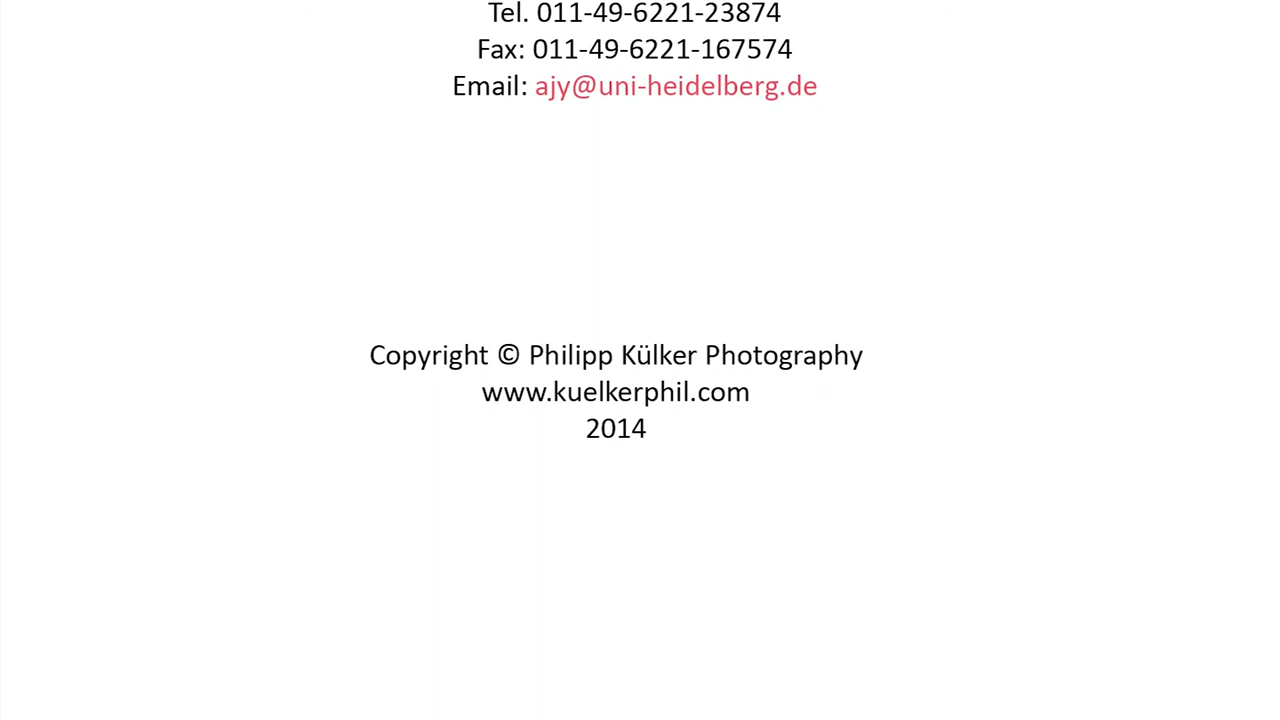 Tel. 011-49-6221-23874
Fax: 011-49-6221-167574
Email: ajy@uni-heidelberg.de
Copyright © Philipp Külker Photography
www.kuelkerphil.com
2014